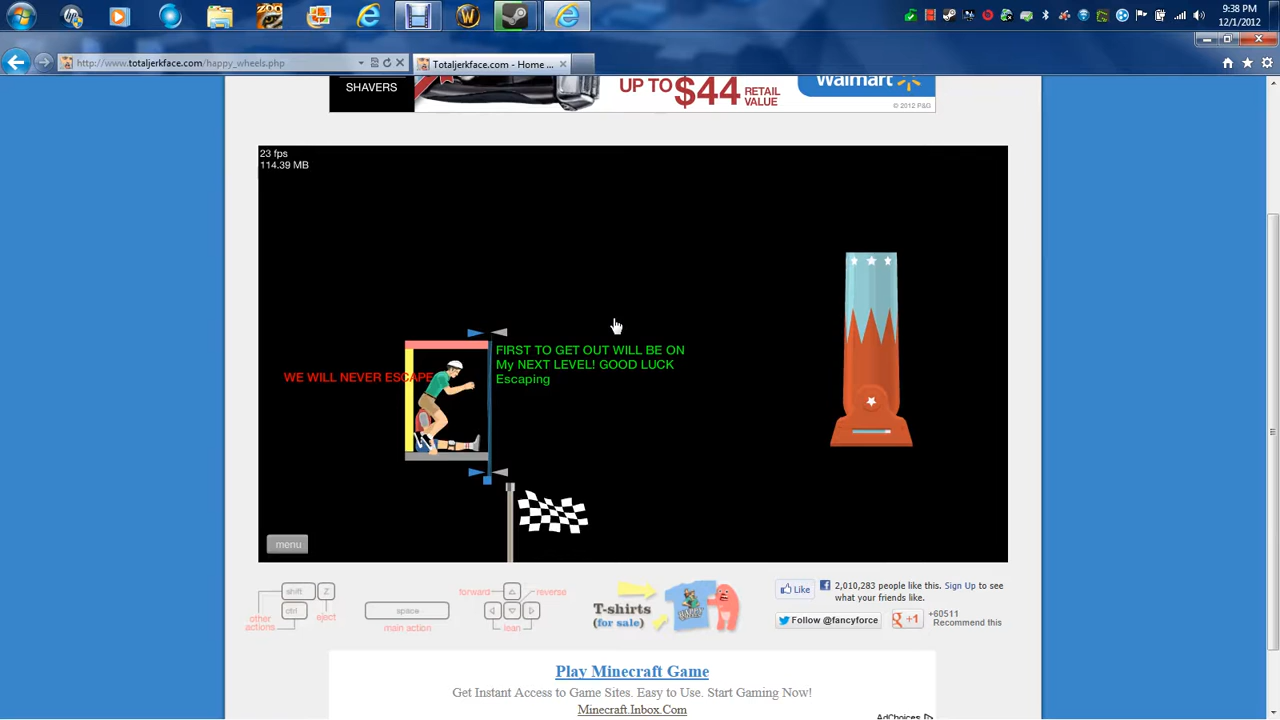 9:38 PM
12/1/2012
http://www.totaljerkface.com/happy_wheels.php
Totaljerkface.com - Home ...
SHAVERS
UP TO $44 RETAIL VALUE
Walmart
© 2012 P&G
23 fps
114.39 MB
WE WILL NEVER ESCAPE
FIRST TO GET OUT WILL BE ON
My NEXT LEVEL! GOOD LUCK
Escaping
menu
shift
Z
ctrl
other actions
eject
space
main action
forward
reverse
lean
T-shirts
(for sale)
Like
2,010,283 people like this. Sign Up to see
what your friends like.
Follow @fancyforce
+1
+60511
Recommend this
Play Minecraft Game
Get Instant Access to Game Sites. Easy to Use. Start Gaming Now!
Minecraft.Inbox.Com
AdChoices